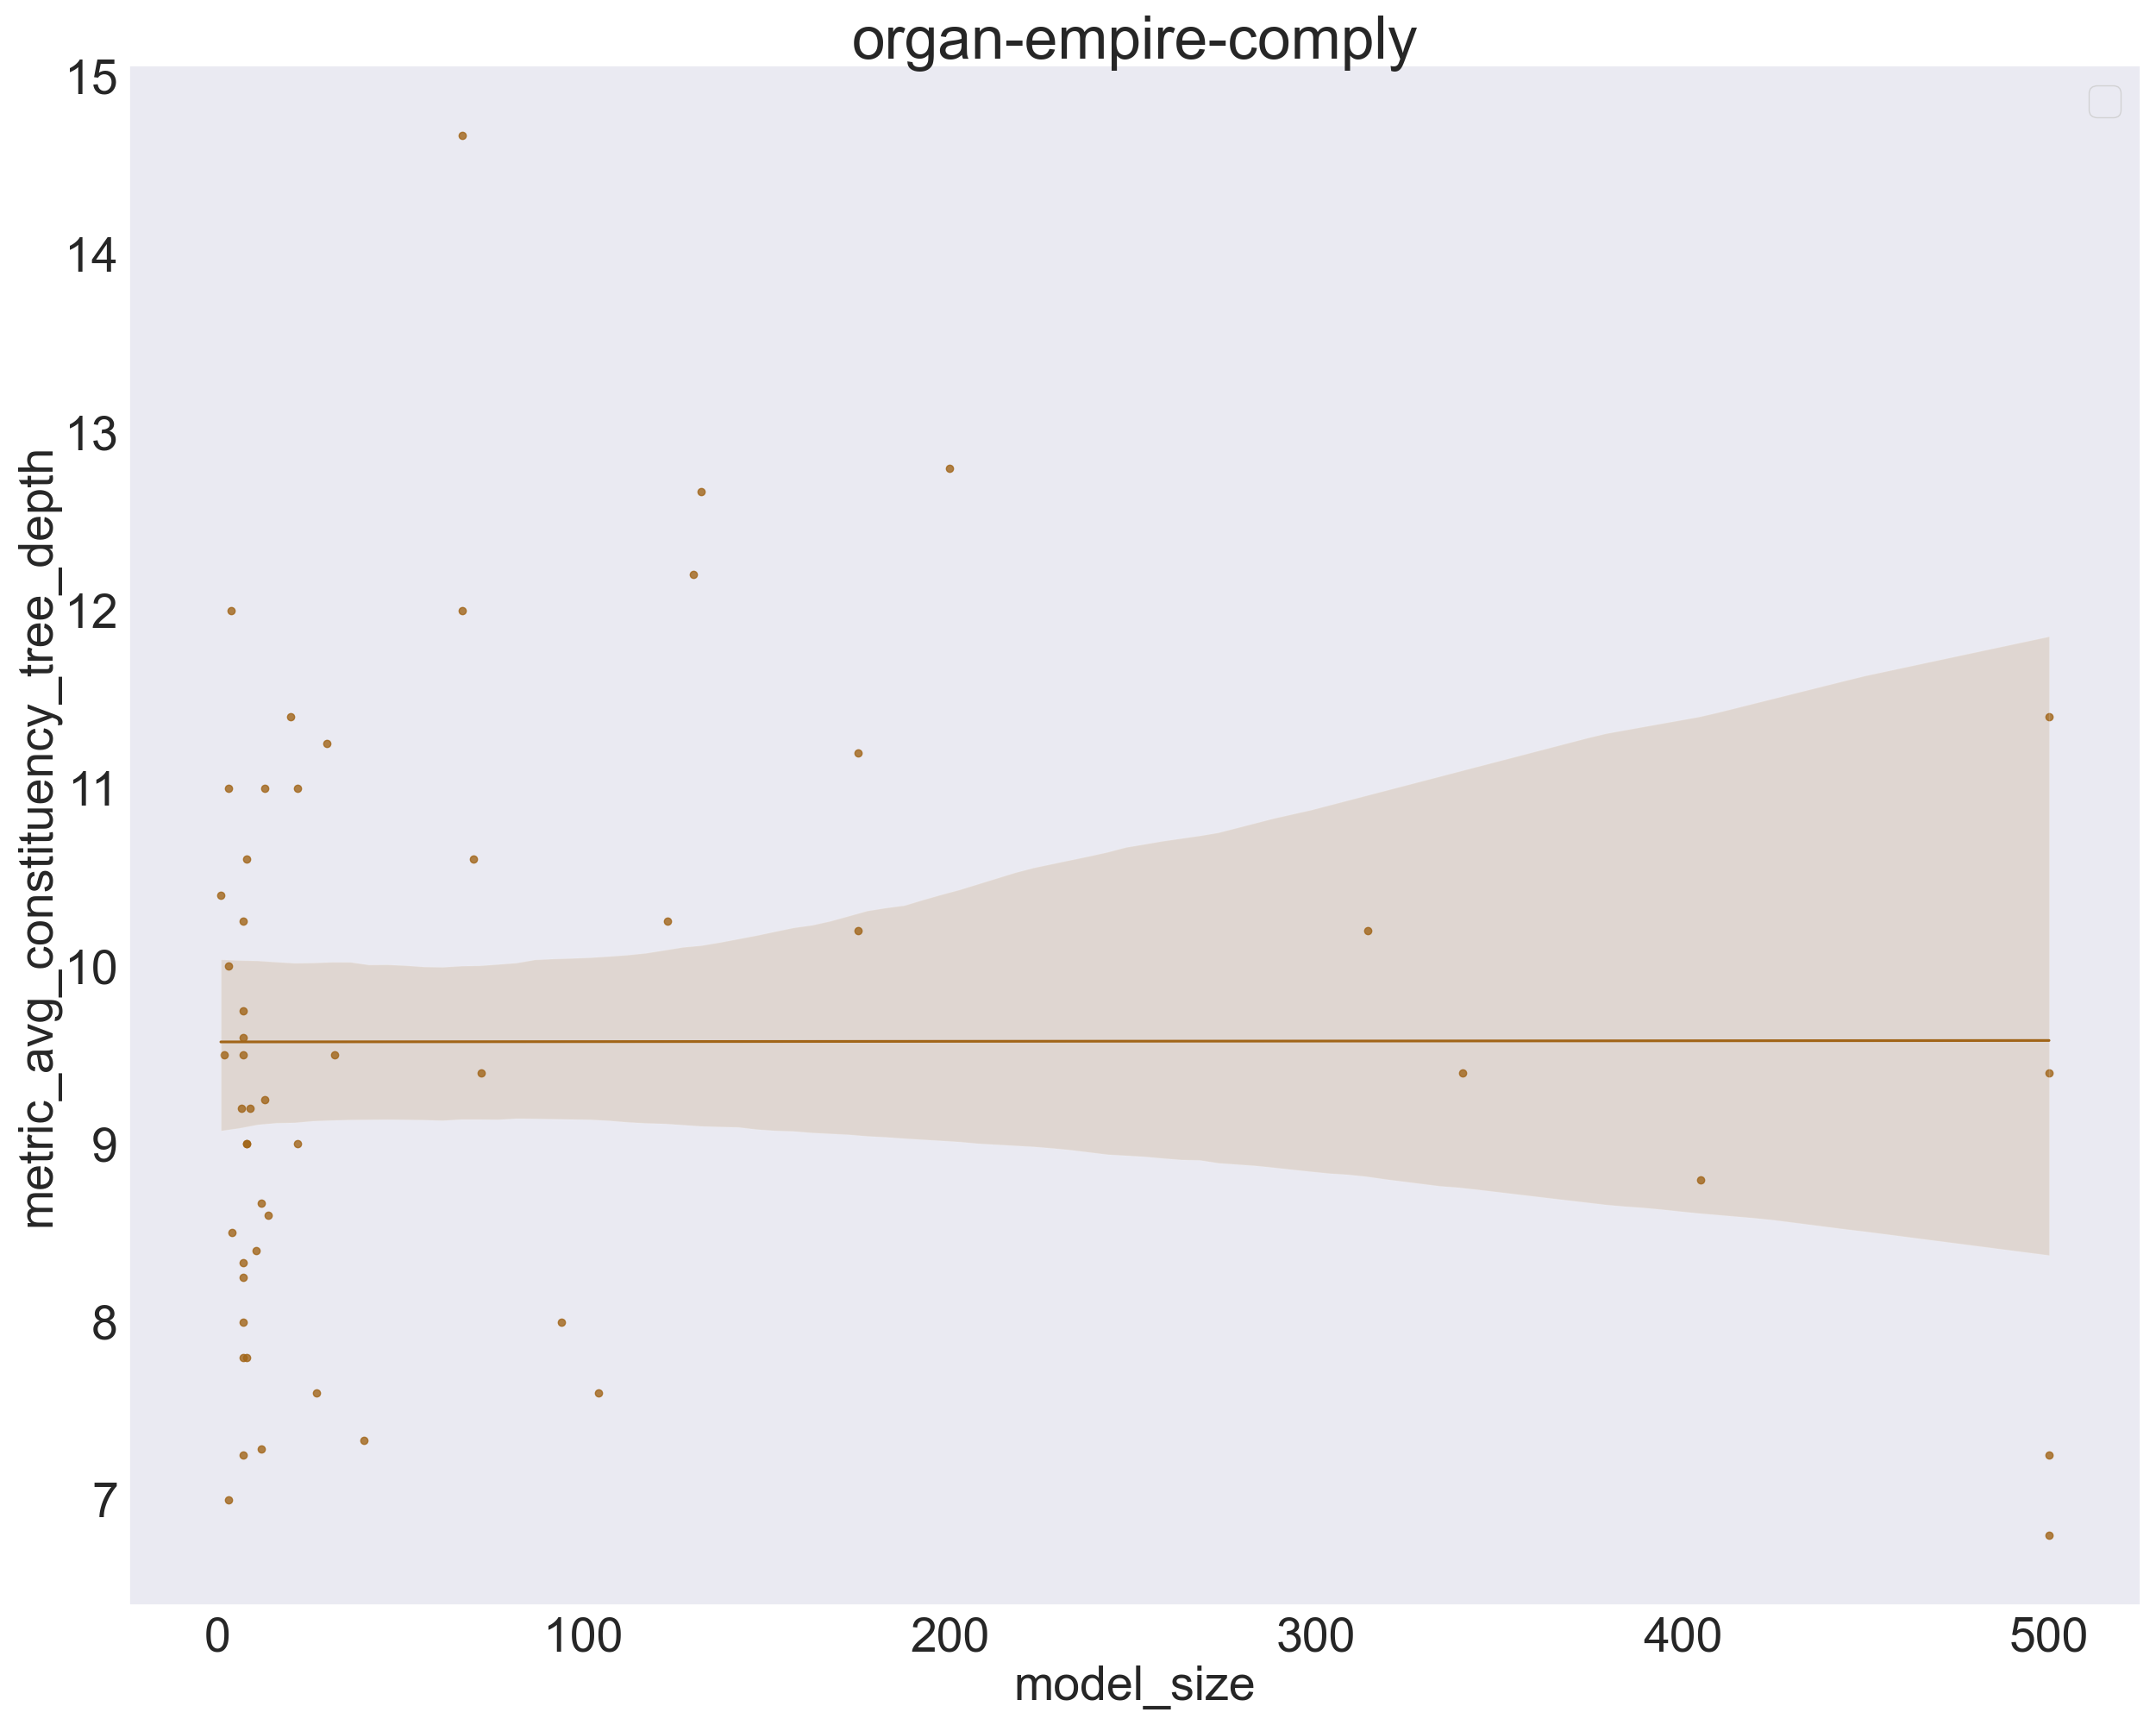 organ-empire-comply
15
14
13
12
11
10
9
8
7
metric_avg_constituency_tree_depth
0 100 200 300 400 500
model_size